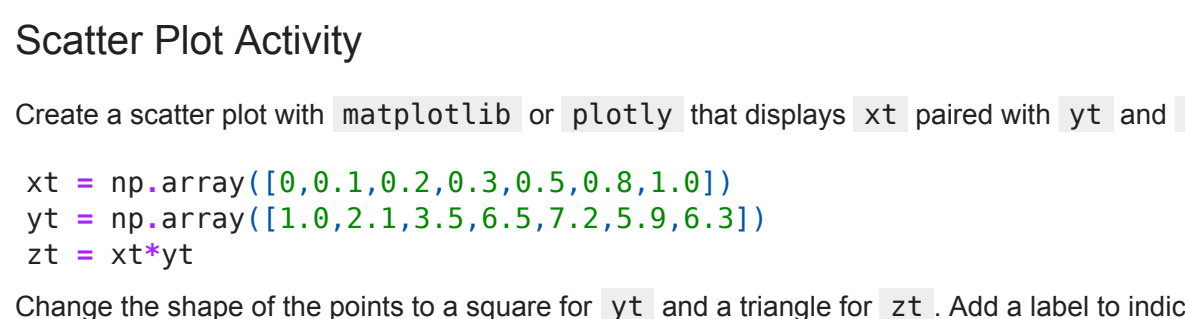 Scatter Plot Activity
Create a scatter plot with matplotlib or plotly that displays xt paired with yt and
xt = np.array([0,0.1,0.2,0.3,0.5,0.8,1.0])
yt = np.array([1.0,2.1,3.5,6.5,7.2,5.9,6.3])
zt = xt*yt
Change the shape of the points to a square for yt and a triangle for zt . Add a label to indic